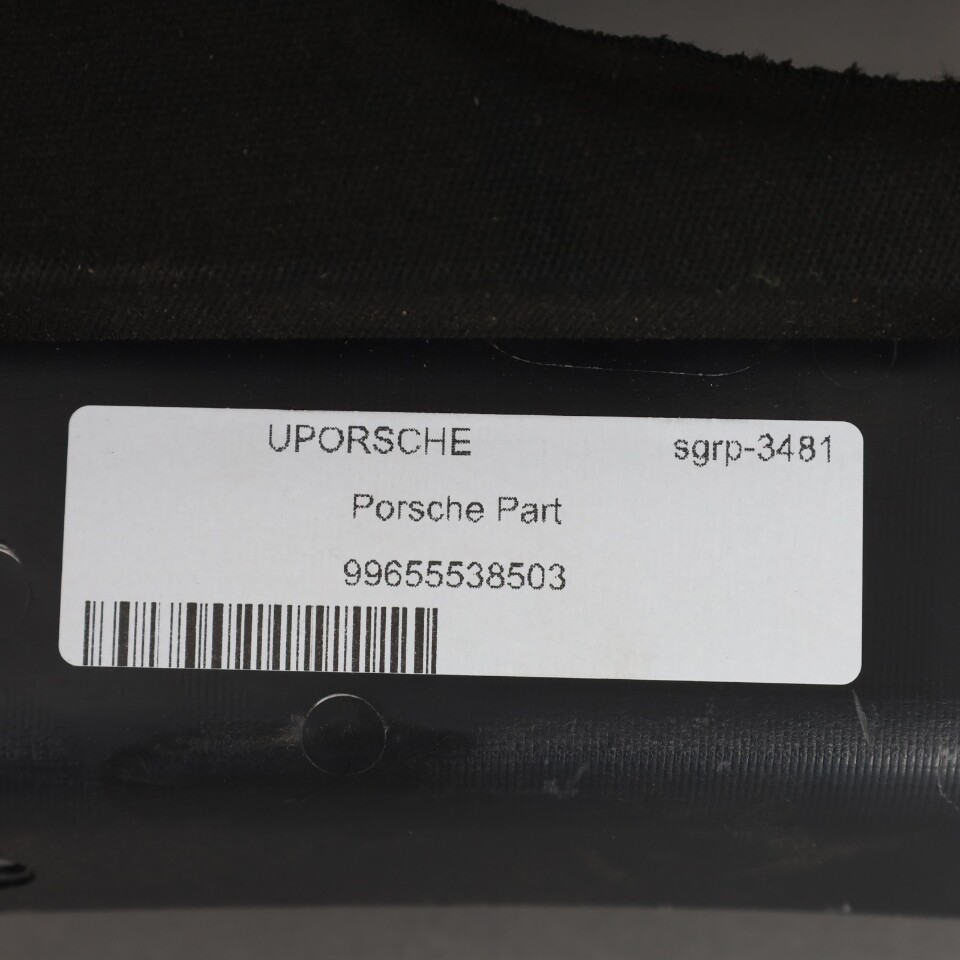 UPORSCHE sgrp-3481
Porsche Part
99655538503